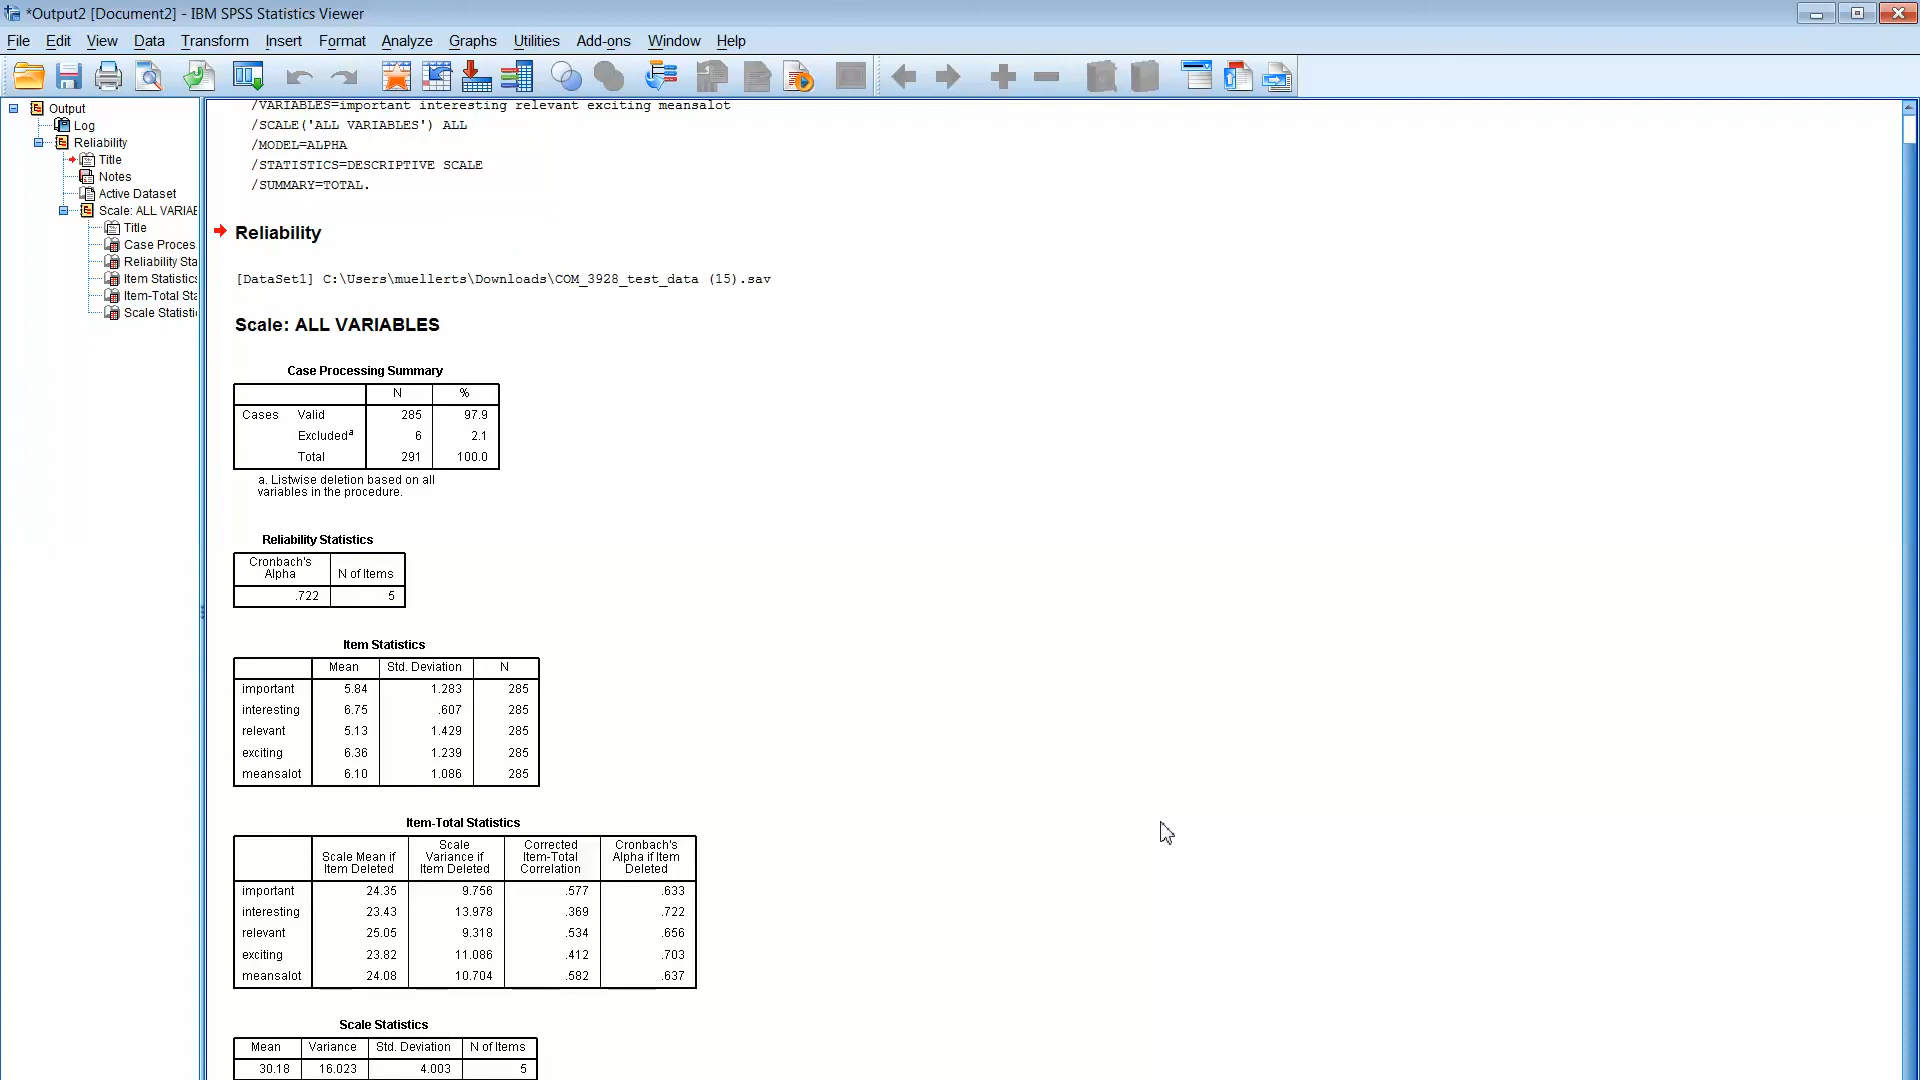 *Output2 [Document2] - IBM SPSS Statistics Viewer
File Edit View Data Transform Insert Format Analyze Graphs Utilities Add-ons Window Help
Output
Log
Reliability
Title
Notes
Active Dataset
Scale: ALL VARIAB
Title
Case Proces
Reliability Sta
Item Statistics
Item-Total Sta
Scale Statisti
/VARIABLES=important interesting relevant exciting meansalot
/SCALE('ALL VARIABLES') ALL
/MODEL=ALPHA
/STATISTICS=DESCRIPTIVE SCALE
/SUMMARY=TOTAL.
Reliability
[DataSet1] C:\Users\muellerts\Downloads\COM_3928_test_data (15).sav
Scale: ALL VARIABLES
Case Processing Summary
N %
Cases Valid 285 97.9
Excludedª 6 2.1
Total 291 100.0
a. Listwise deletion based on all
variables in the procedure.
Reliability Statistics
Cronbach's
Alpha N of Items
.722 5
Item Statistics
Mean Std. Deviation N
important 5.84 1.283 285
interesting 6.75 .607 285
relevant 5.13 1.429 285
exciting 6.36 1.239 285
meansalot 6.10 1.086 285
Item-Total Statistics
Scale Mean if Item Deleted Scale Variance if Item Deleted Corrected Item-Total Correlation Cronbach's Alpha if Item Deleted
important 24.35 9.756 .577 .633
interesting 23.43 13.978 .369 .722
relevant 25.05 9.318 .534 .656
exciting 23.82 11.086 .412 .703
meansalot 24.08 10.704 .582 .637
Scale Statistics
Mean Variance Std. Deviation N of Items
30.18 16.023 4.003 5